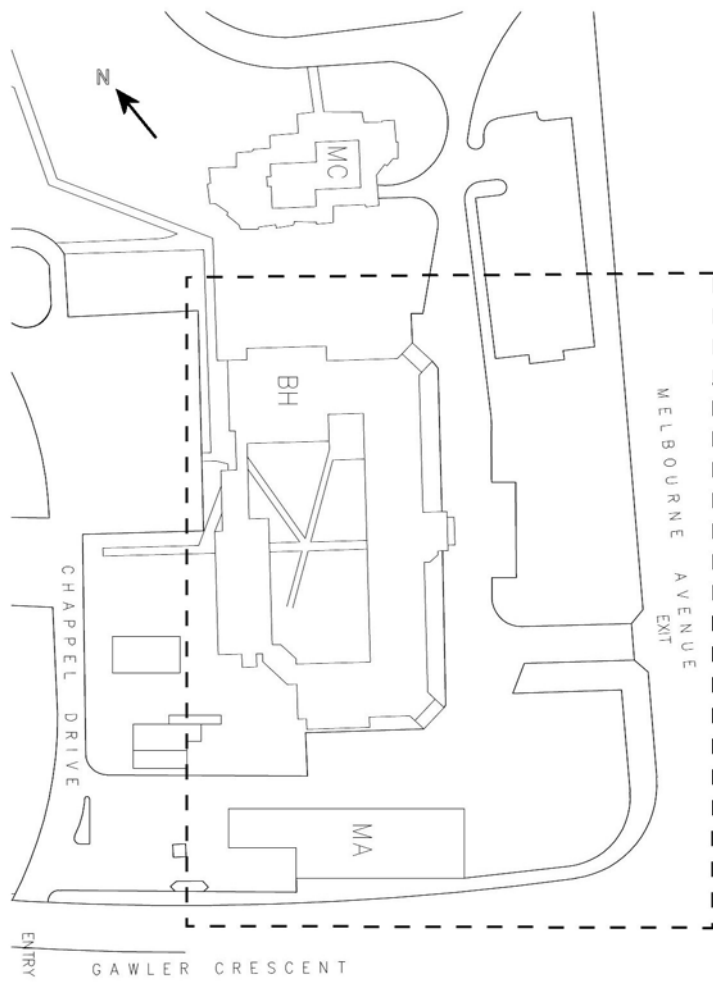 N
MC
BH
MELBOURNE AVENUE
EXIT
CHAPPEL DRIVE
MA
ENTRY
GAWLER CRESCENT